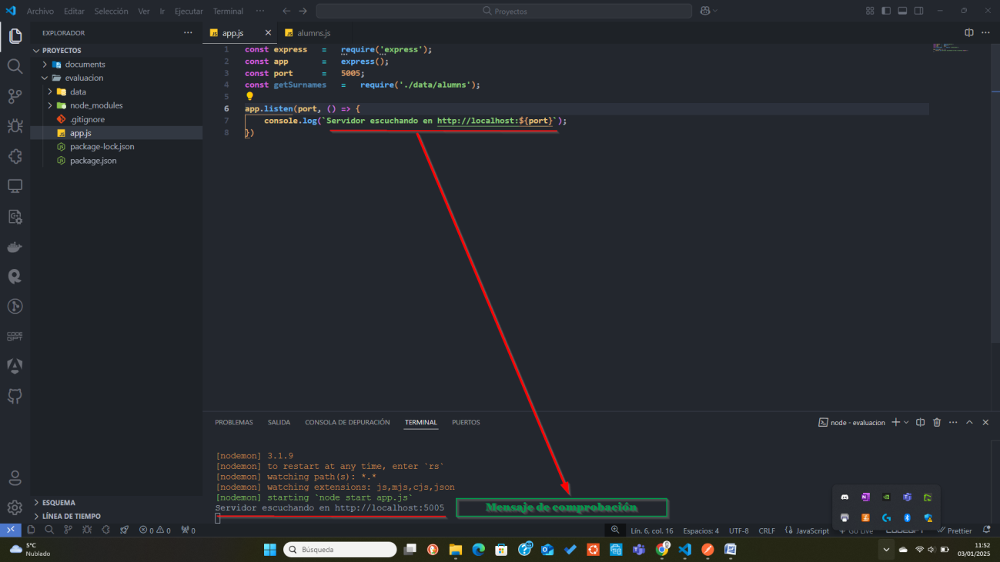 Archivo Editar Selección Ver Ir Ejecutar Terminal ··· Proyectos
EXPLORADOR
PROYECTOS
documents
evaluacion
data
node_modules
.gitignore
app.js
package-lock.json
package.json
ESQUEMA
LÍNEA DE TIEMPO
app.js alumns.js
1 const express = require('express');
2 const app = express();
3 const port = 5005;
4 const getSurnames = require('./data/alumns');
5
6 app.listen(port, () => {
7 console.log(`Servidor escuchando en http://localhost:${port}`);
8 })
PROBLEMAS SALIDA CONSOLA DE DEPURACIÓN TERMINAL PUERTOS
node - evaluacion
[nodemon] 3.1.9
[nodemon] to restart at any time, enter `rs`
[nodemon] watching path(s): *.*
[nodemon] watching extensions: js,mjs,cjs,json
[nodemon] starting `node start app.js`
Servidor escuchando en http://localhost:5005
Mensaje de comprobación
0 0 0 Lín. 6, col. 16 Espacios: 4 UTF-8 CRLF JavaScript Go Live CODEGPT Prettier
5°C
Nublado
Búsqueda
11:52
03/01/2025